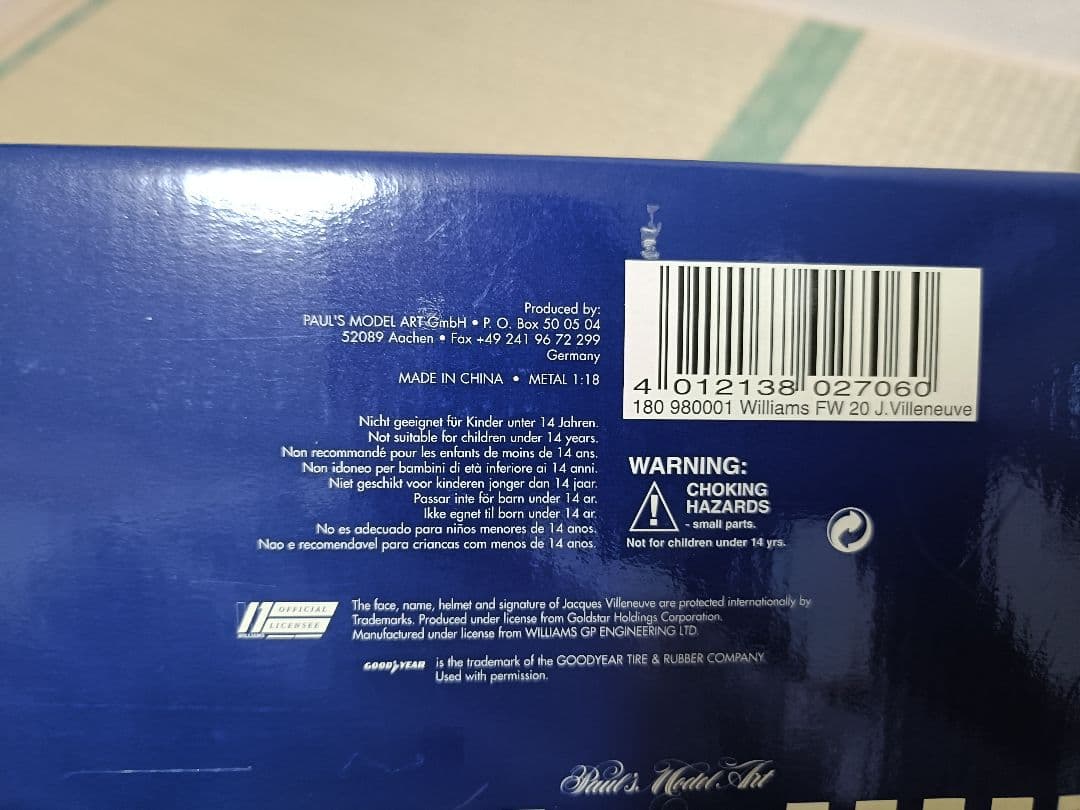 Produced by:
PAUL'S MODEL ART GmbH • P. O. Box 50 05 04
52089 Aachen • Fax +49 241 96 72 299
Germany
MADE IN CHINA • METAL 1:18
4 012138 027060
180 980001 Williams FW 20 J.Villeneuve
Nicht geeignet für Kinder unter 14 Jahren.
Not suitable for children under 14 years.
Non recommandé pour les enfants de moins de 14 ans.
Non idoneo per bambini di età inferiore ai 14 anni.
Niet geschikt voor kinderen jonger dan 14 jaar.
Passar inte för barn under 14 ar.
Ikke egnet til born under 14 ar.
No es adecuado para niños menores de 14 anos.
Nao e recomendavel para criancas com menos de 14 anos.
WARNING:
CHOKING
HAZARDS
- small parts.
Not for children under 14 yrs.
OFFICIAL
LICENSEE
WILLIAMS
The face, name, helmet and signature of Jacques Villeneuve are protected internationally by
Trademarks. Produced under license from Goldstar Holdings Corporation.
Manufactured under license from WILLIAMS GP ENGINEERING LTD.
GOODYEAR is the trademark of the GOODYEAR TIRE & RUBBER COMPANY.
Used with permission.
Paul's Model Art